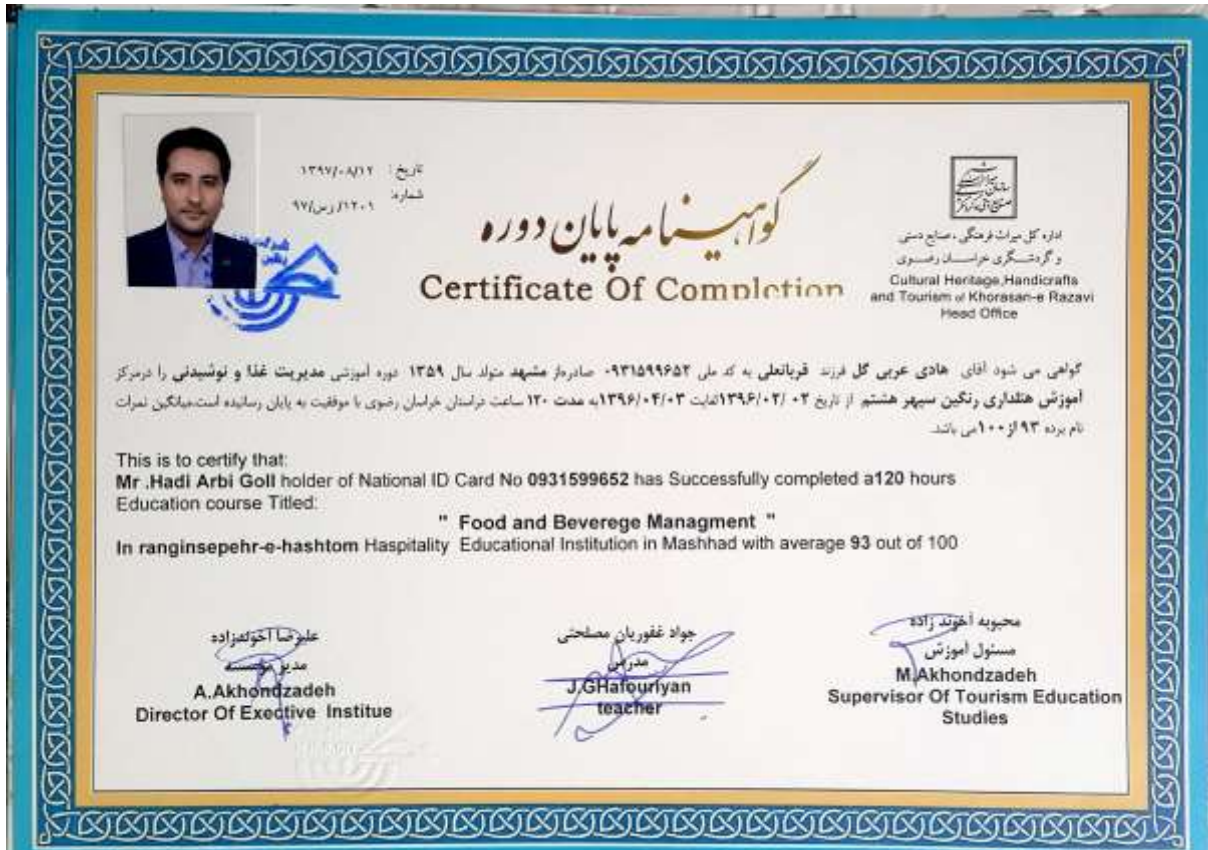 تاریخ: ۱۳۹۷/۰۸/۱۲
شماره: ۱۲۰۱/رس/۹۷
گواهینامه پایان دوره
Certificate Of Completion
اداره کل میراث فرهنگی ، صنایع دستی
و گردشگری خراسان رضوی
Cultural Heritage,Handicrafts
and Tourism of Khorasan-e Razavi
Head Office
گواهی می شود آقای هادی عربی گل فرزند قربانعلی به کد ملی ۰۹۳۱۵۹۹۶۵۲ صادره‌از مشهد متولد سال ۱۳۵۹ دوره آموزشی مدیریت غذا و نوشیدنی را درمرکز
آموزش هتلداری رنگین سپهر هشتم از تاریخ ۱۳۹۶/۰۲/۰۲ لغایت ۱۳۹۶/۰۴/۰۳به مدت ۱۲۰ ساعت دراستان خراسان رضوی با موفقیت به پایان رسانیده است.میانگین نمرات
نام برده ۹۳ از۱۰۰می باشد.
This is to certify that:
Mr .Hadi Arbi Goll holder of National ID Card No 0931599652 has Successfully completed a120 hours
Education course Titled:
" Food and Beverege Managment "
In ranginsepehr-e-hashtom Haspitality Educational Institution in Mashhad with average 93 out of 100
علیرضا آخوندزاده
مدیر موسسه
A.Akhondzadeh
Director Of Exective Institue
جواد غفوریان مصلحتی
مدرس
J.GHafouriyan
teacher
محبوبه آخوند زاده
مسئول آموزش
M.Akhondzadeh
Supervisor Of Tourism Education
Studies